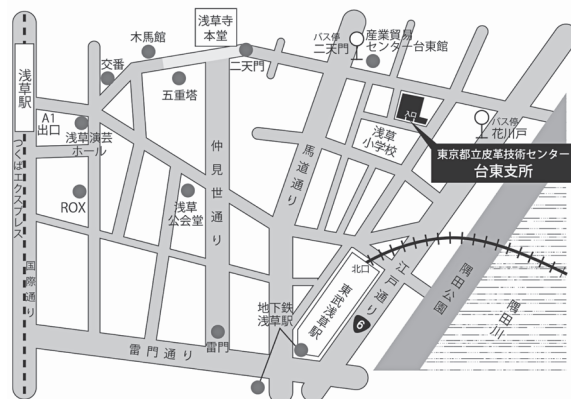 浅草寺
本堂
木馬館
バス停
二天門
産業貿易
センター台東館
交番
二天門
浅草駅
五重塔
A1
出口
浅草演芸
ホール
入口
浅草
小学校
バス停
花川戸
東京都立皮革技術センター
台東支所
つくばエクスプレス
仲見世通り
馬道通り
ROX
浅草
公会堂
国際通り
北口
東武浅草駅
江戸通り
6
隅田公園
隅田川
地下鉄
浅草駅
雷門
雷門通り